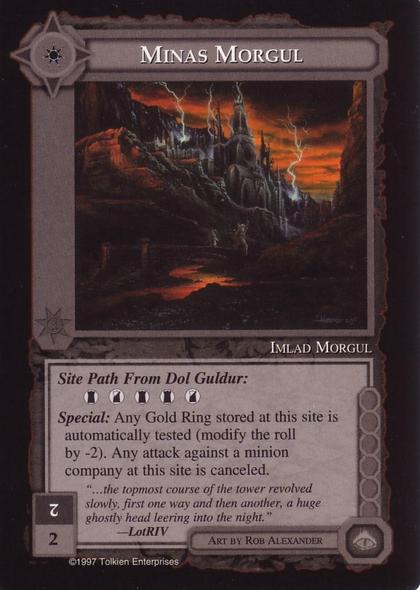 MINAS MORGUL
IMLAD MORGUL
Site Path From Dol Guldur:
Special: Any Gold Ring stored at this site is
automatically tested (modify the roll
by -2). Any attack against a minion
company at this site is canceled.
“…the topmost course of the tower revolved
slowly, first one way and then another, a huge
ghostly head leering into the night.”
—LotRIV
2
2
ART BY ROB ALEXANDER
©1997 Tolkien Enterprises